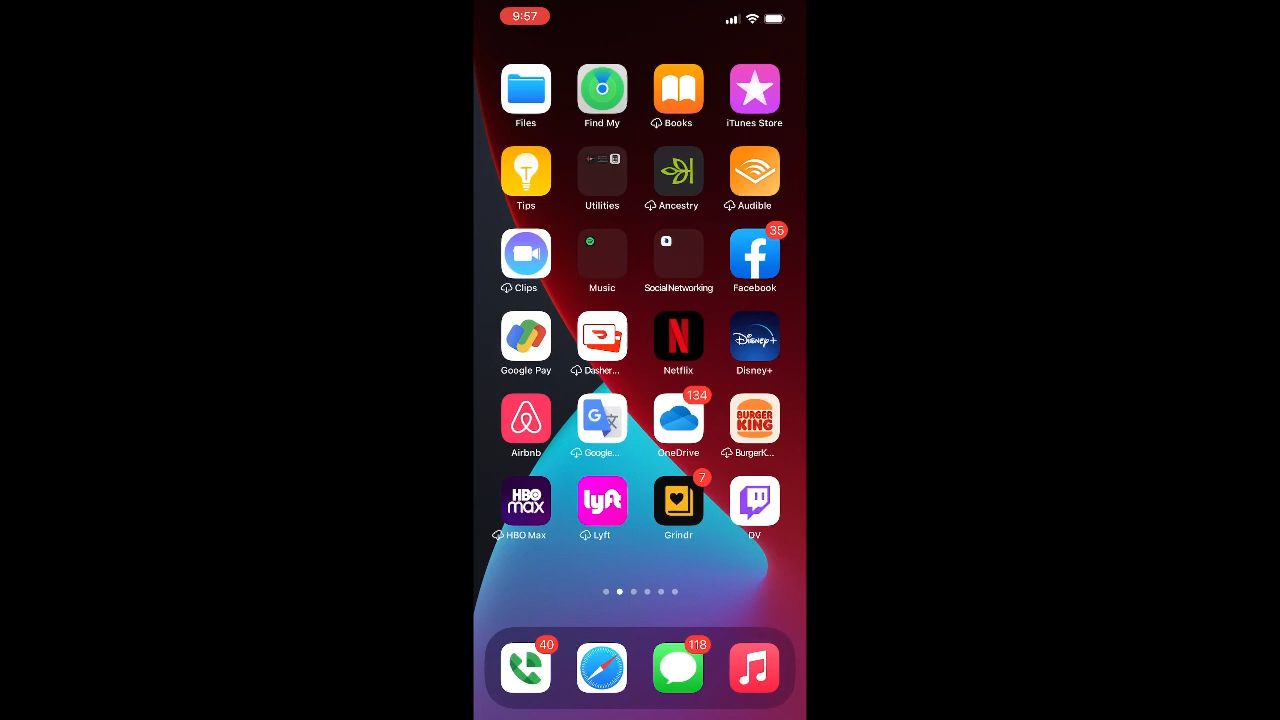 9:57
Files Find My Books iTunes Store
Tips Utilities Ancestry Audible
35
Clips Music Social Networking Facebook
Disney+
Google Pay Dasher... Netflix Disney+
134
G
BURGER
KING
Airbnb Google... OneDrive BurgerK...
7
HBO
max
lyft
HBO Max Lyft Grindr DV
40 118